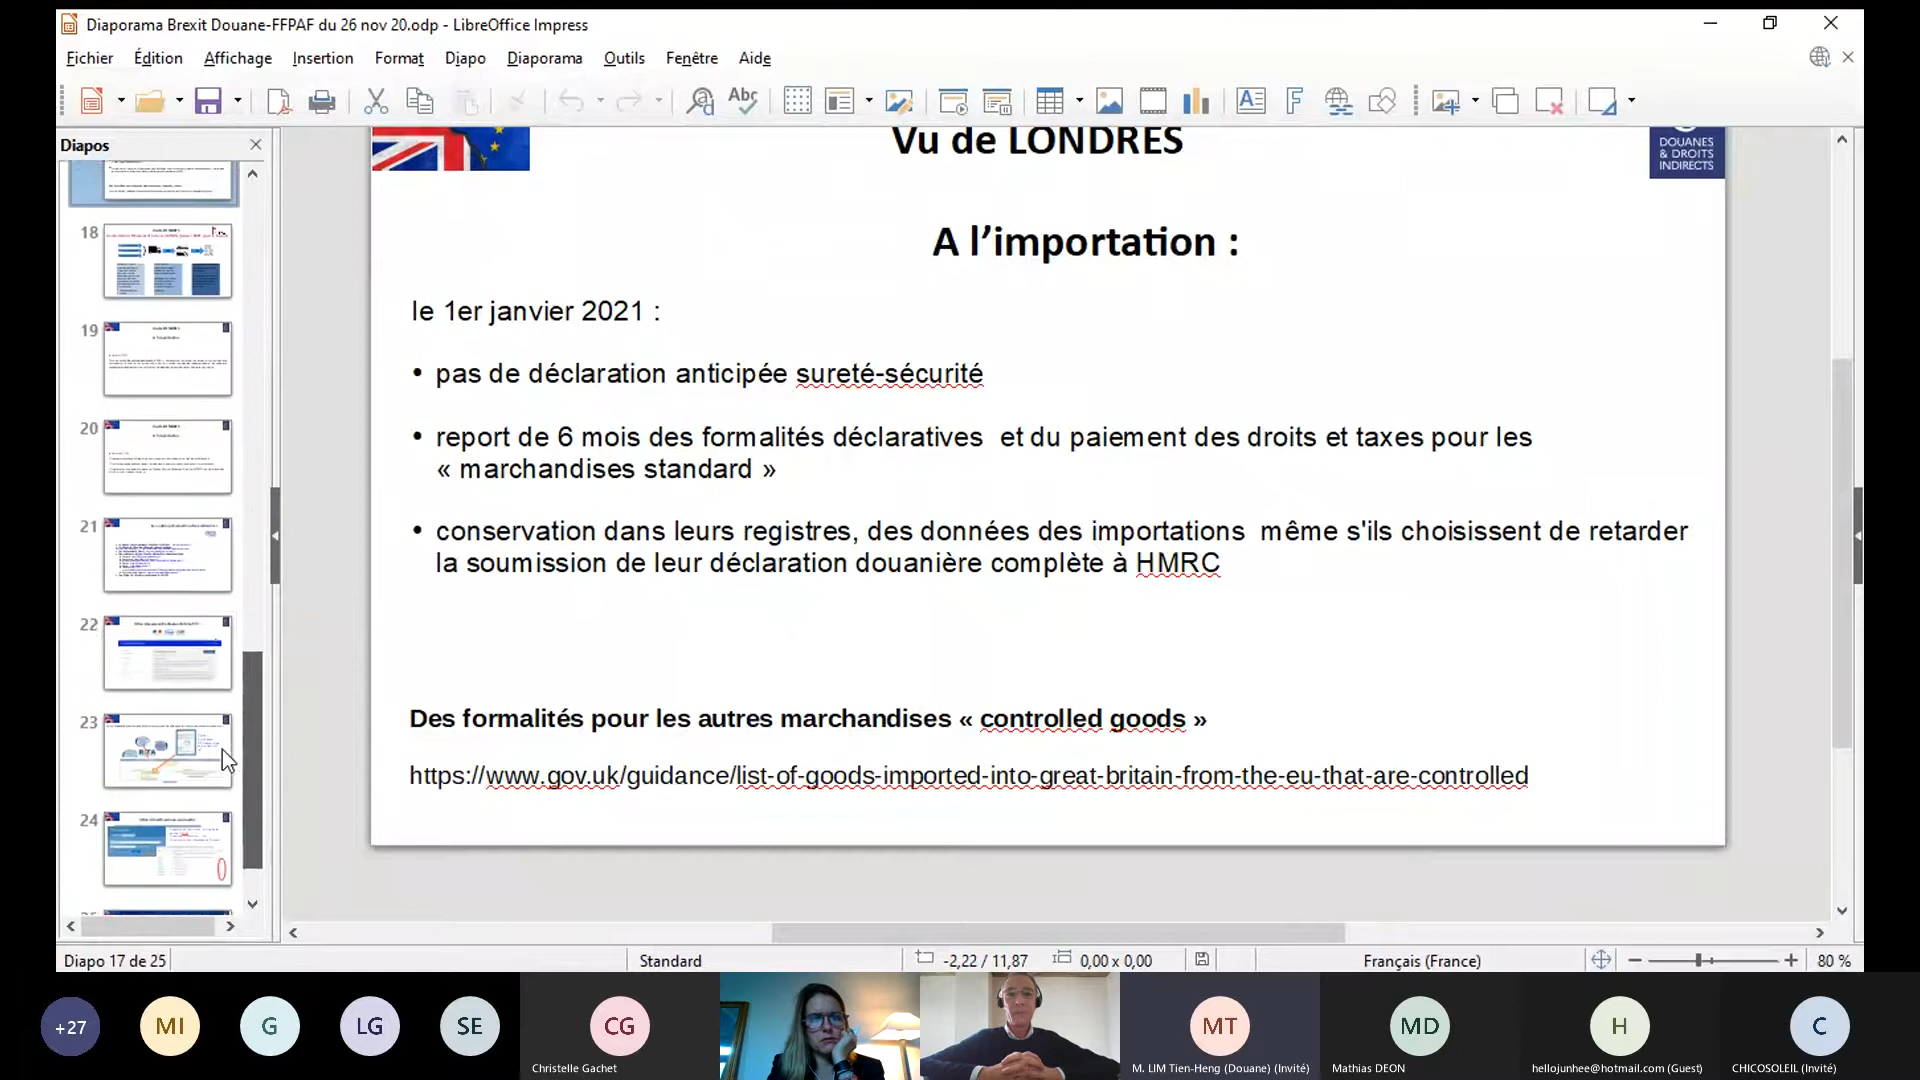 Diaporama Brexit Douane-FFPAF du 26 nov 20.odp - LibreOffice Impress
Fichier Édition Affichage Insertion Format Diapo Diaporama Outils Fenêtre Aide
Abc
Diapos
18
19
20
21
22
23
24
Vu de LONDRES
DOUANES
& DROITS
INDIRECTS
A l’importation :
le 1er janvier 2021 :
• pas de déclaration anticipée sureté-sécurité
• report de 6 mois des formalités déclaratives et du paiement des droits et taxes pour les
« marchandises standard »
• conservation dans leurs registres, des données des importations même s'ils choisissent de retarder
la soumission de leur déclaration douanière complète à HMRC
Des formalités pour les autres marchandises « controlled goods »
https://www.gov.uk/guidance/list-of-goods-imported-into-great-britain-from-the-eu-that-are-controlled
Diapo 17 de 25 Standard -2,22 / 11,87 0,00 x 0,00 Français (France) 80 %
+27 MI G LG SE CG MT MD H C
Christelle Gachet M. LIM Tien-Heng (Douane) (Invité) Mathias DEON hellojunhee@hotmail.com (Guest) CHICOSOLEIL (Invité)